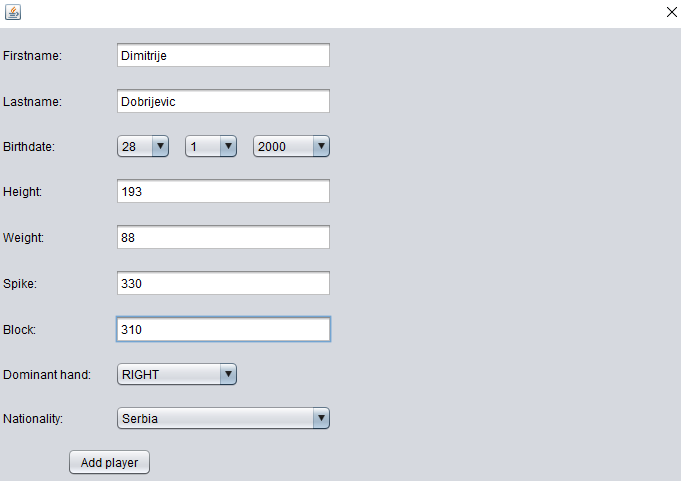 Firstname: Dimitrije
Lastname: Dobrijevic
Birthdate: 28 1 2000
Height: 193
Weight: 88
Spike: 330
Block: 310
Dominant hand: RIGHT
Nationality: Serbia
Add player